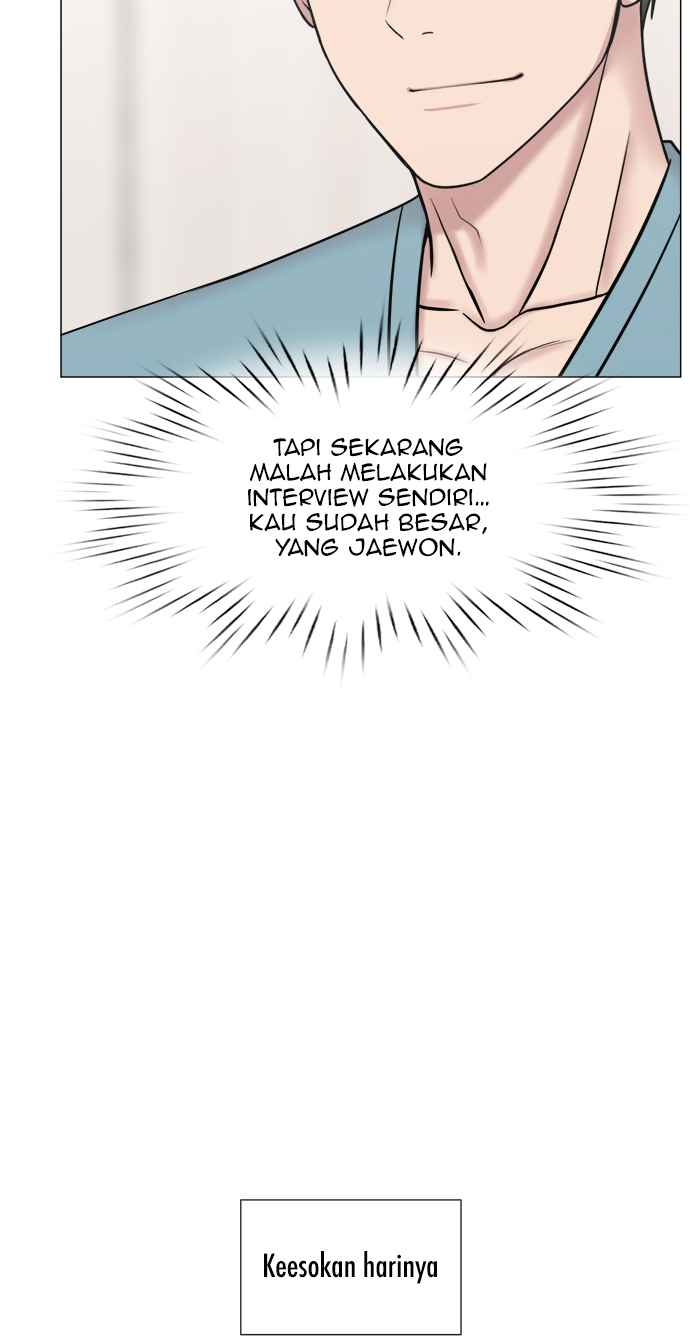 TAPI SEKARANG
MALAH MELAKUKAN
INTERVIEW SENDIRI...
KAU SUDAH BESAR,
YANG JAEWON.
Keesokan harinya